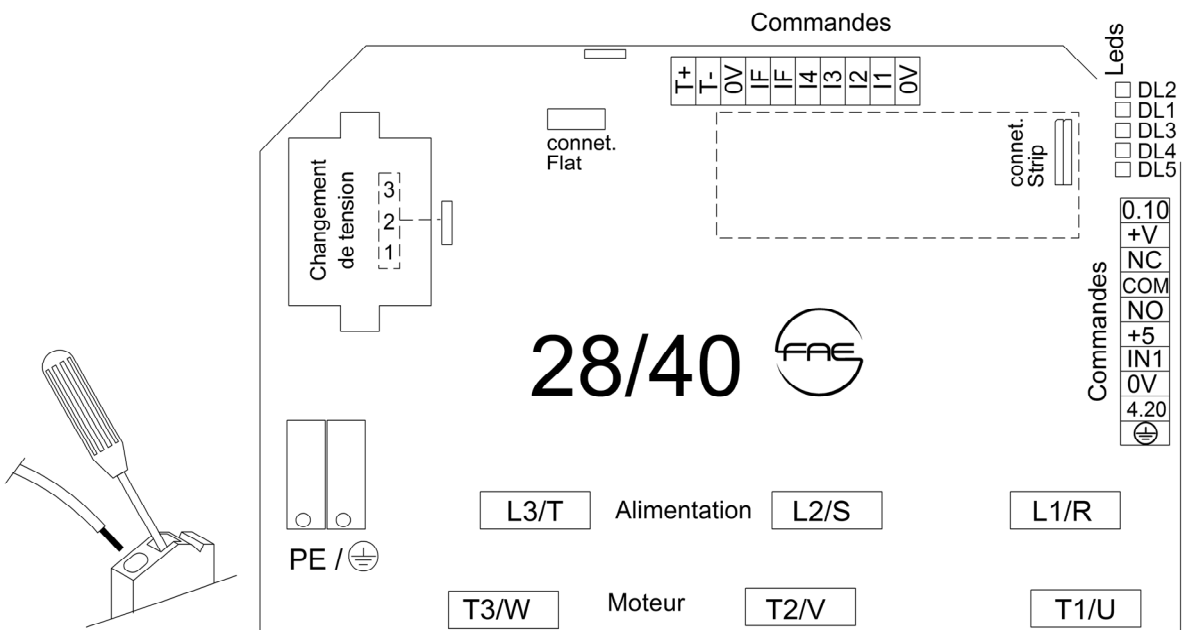 Commandes
T+ T- 0V IF IF I4 I3 I2 I1 0V
Leds
DL2
DL1
DL3
DL4
DL5
connet.
Flat
connet.
Strip
Changement
de tension
3
2
1
0.10
+V
NC
COM
NO
+5
IN1
0V
4.20
Commandes
28/40 FAE
PE /
L3/T Alimentation L2/S L1/R
T3/W Moteur T2/V T1/U